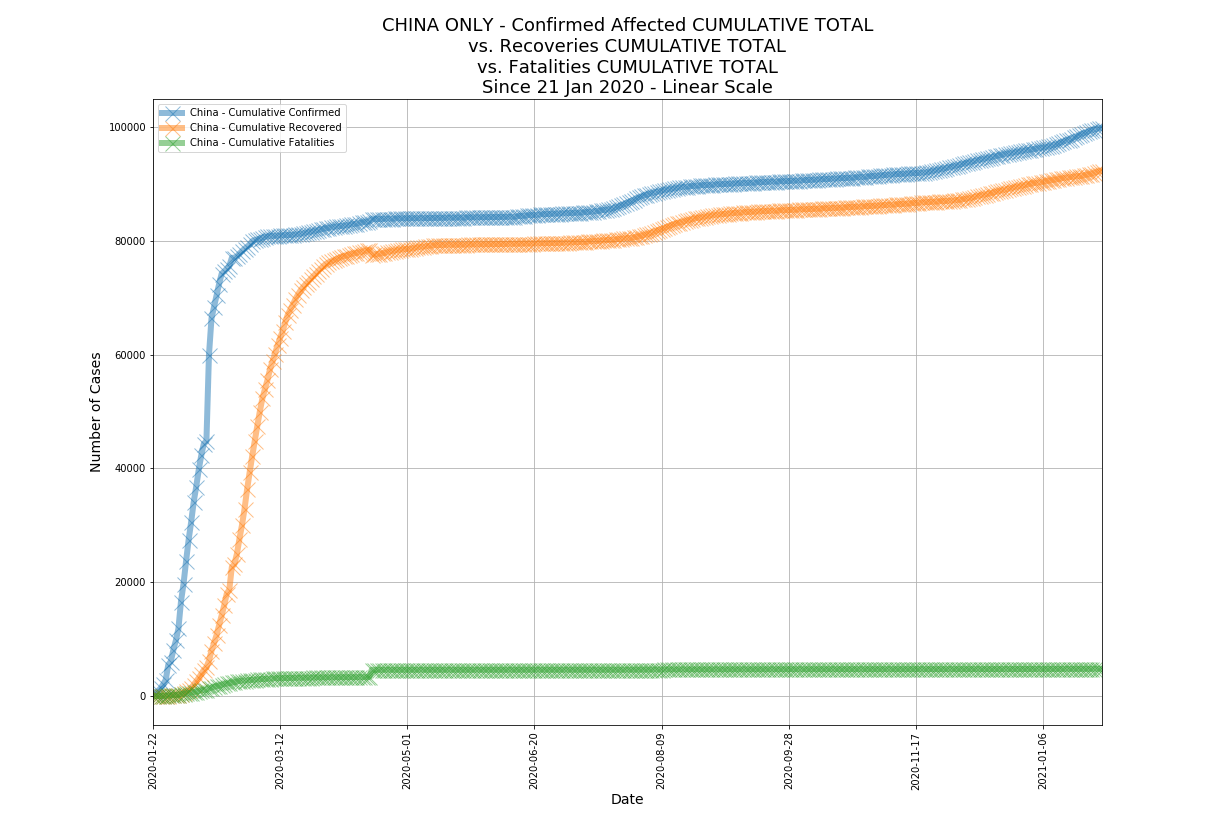 CHINA ONLY - Confirmed Affected CUMULATIVE TOTAL
vs. Recoveries CUMULATIVE TOTAL
vs. Fatalities CUMULATIVE TOTAL
Since 21 Jan 2020 - Linear Scale
China - Cumulative Confirmed
China - Cumulative Recovered
China - Cumulative Fatalities
Number of Cases
100000
80000
60000
40000
20000
0
2020-01-22
2020-03-12
2020-05-01
2020-06-20
2020-08-09
2020-09-28
2020-11-17
2021-01-06
Date